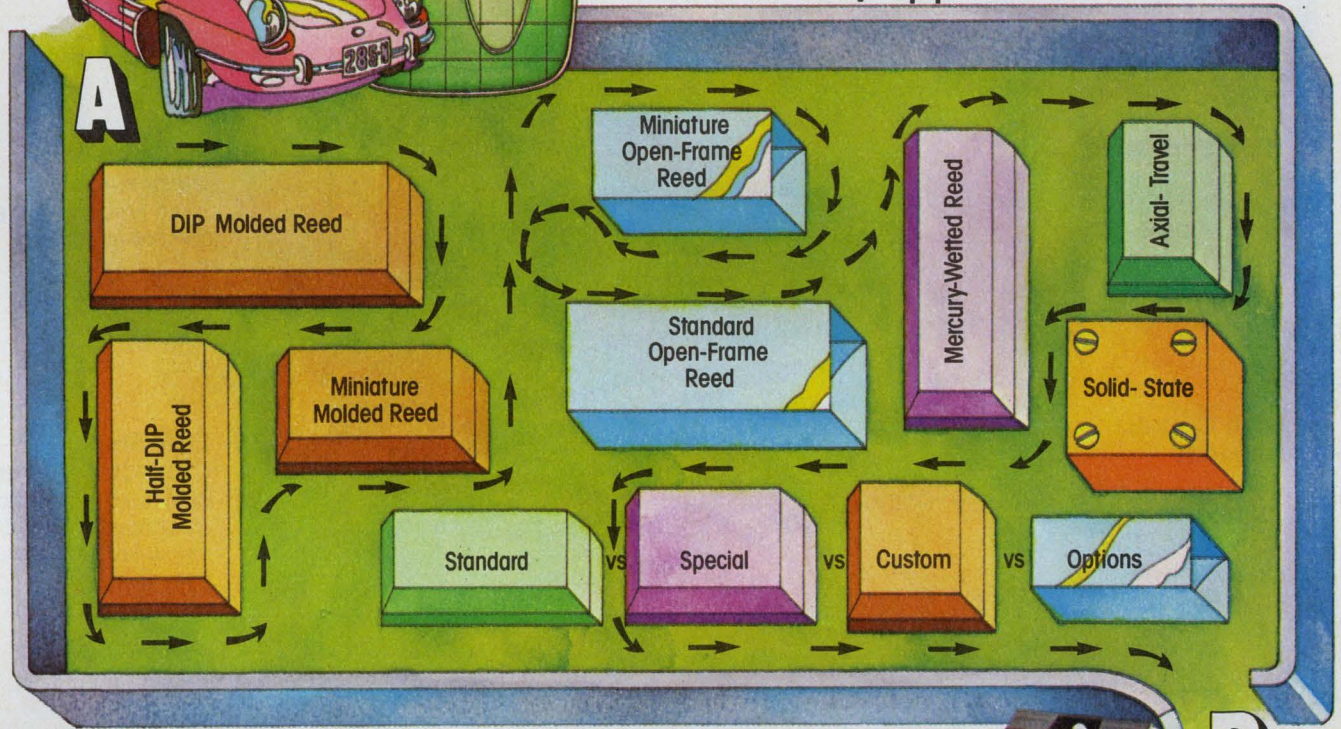 285-N
A
DIP Molded Reed
Miniature
Open-Frame
Reed
Mercury-Wetted Reed
Axial- Travel
Half-DIP
Molded Reed
Miniature
Molded Reed
Standard
Open-Frame
Reed
Solid- State
Standard
vs
Special
vs
Custom
vs
Options